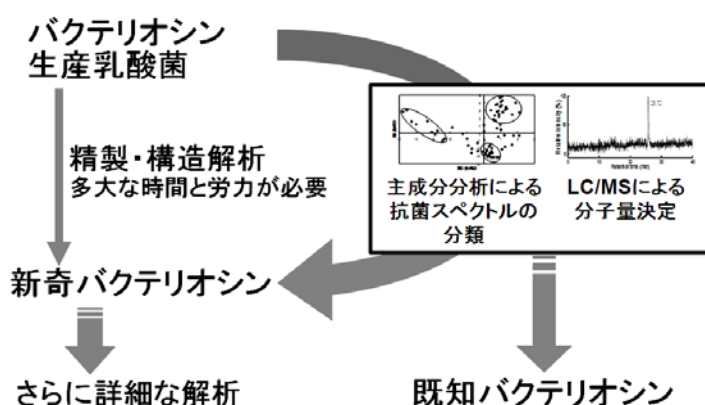 バクテリオシン
生産乳酸菌
精製・構造解析
多大な時間と労力が必要
主成分分析による
抗菌スペクトルの
分類
LC/MSによる
分子量決定
新奇バクテリオシン
さらに詳細な解析
既知バクテリオシン